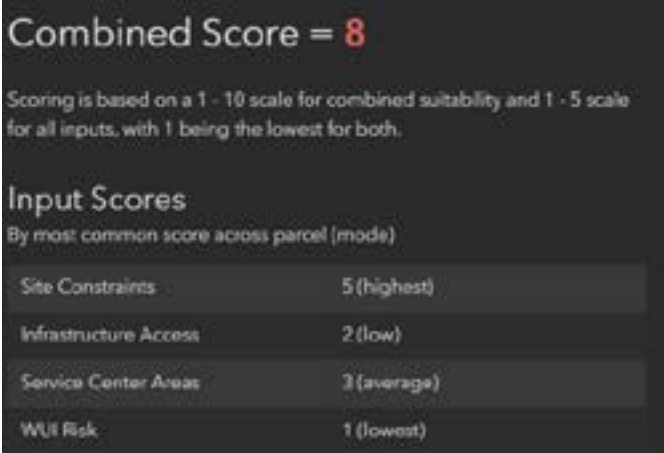 Combined Score = 8
Scoring is based on a 1 - 10 scale for combined suitability and 1 - 5 scale
for all inputs, with 1 being the lowest for both.
Input Scores
By most common score across parcel (mode)
Site Constraints 5 (highest)
Infrastructure Access 2 (low)
Service Center Areas 3 (average)
WUI Risk 1 (lowest)